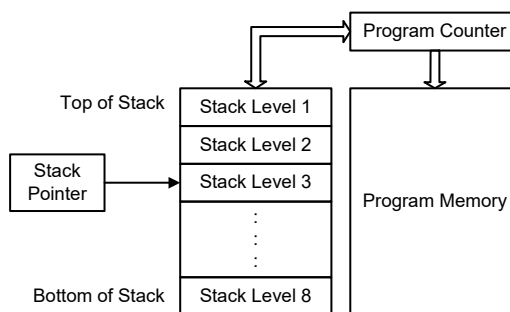 Program Counter
Top of Stack
Stack Level 1
Stack Level 2
Stack
Pointer
Stack Level 3
Program Memory
:
:
:
Bottom of Stack
Stack Level 8